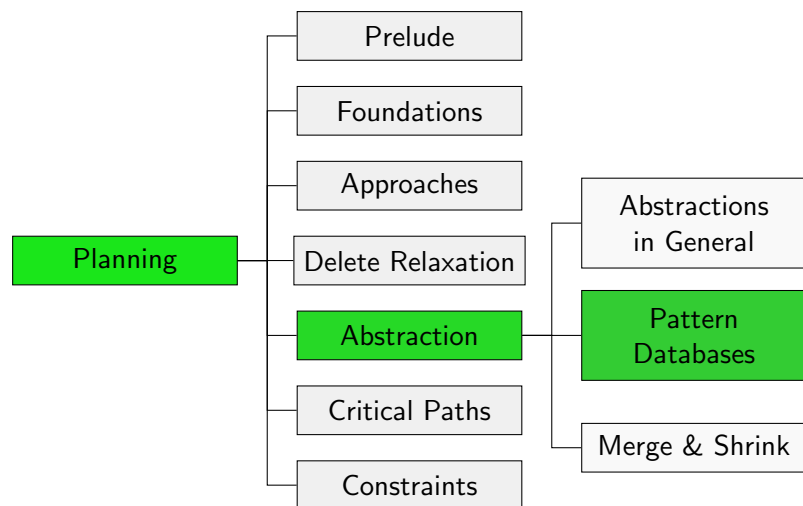 Prelude
Foundations
Approaches
Planning
Delete Relaxation
Abstraction
Critical Paths
Constraints
Abstractions
in General
Pattern
Databases
Merge & Shrink